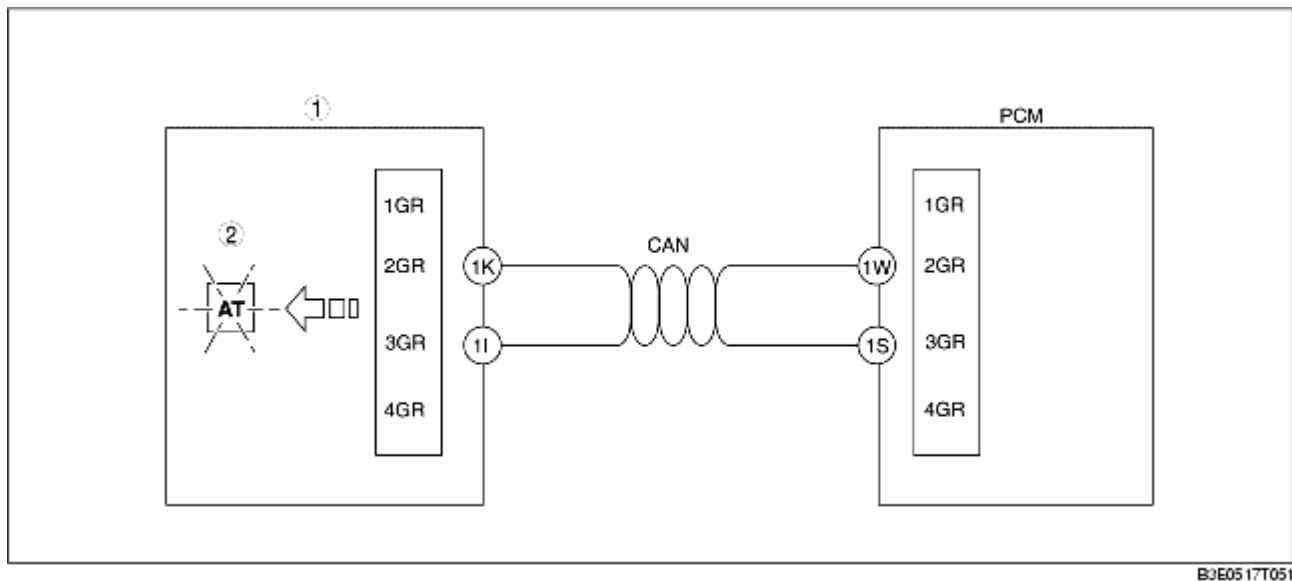 ①
PCM
1GR
1GR
②
2GR
1K
CAN
1W
2GR
AT
3GR
1I
1S
3GR
4GR
4GR
B3E0517T051